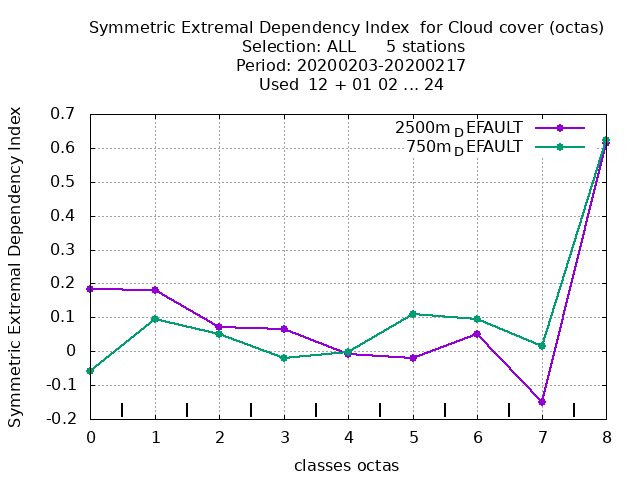 Symmetric Extremal Dependency Index for Cloud cover (octas)
Selection: ALL 5 stations
Period: 20200203-20200217
Used 12 + 01 02 ... 24
Symmetric Extremal Dependency Index
0.7
0.6
0.5
0.4
0.3
0.2
0.1
0
-0.1
-0.2
2500m_DEFAULT
750m_DEFAULT
0 1 2 3 4 5 6 7 8
classes octas